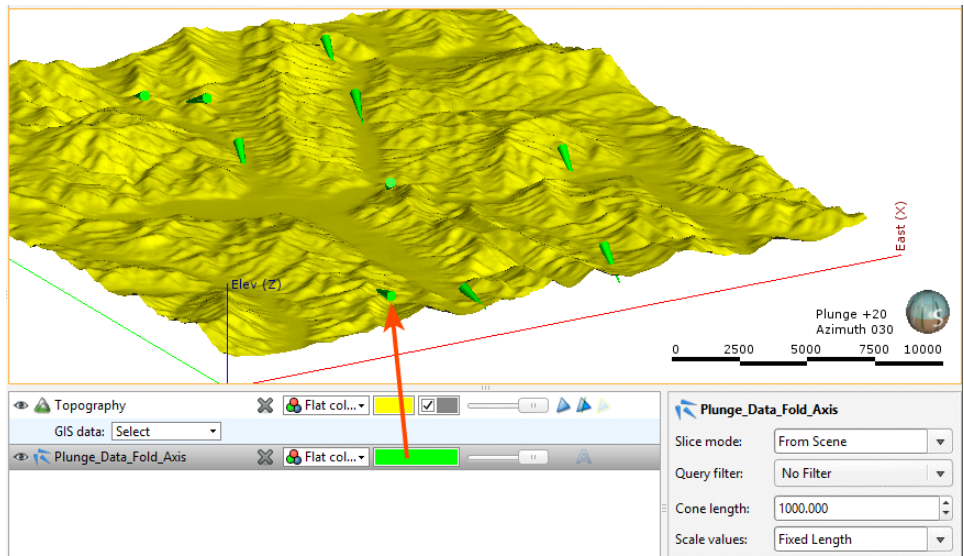 East (X)
Elev (Z)
S
Plunge +20
Azimuth 030
0 2500 5000 7500 10000
Topography Flat col...
GIS data: Select
Plunge_Data_Fold_Axis Flat col...
Plunge_Data_Fold_Axis
Slice mode: From Scene
Query filter: No Filter
Cone length: 1000.000
Scale values: Fixed Length